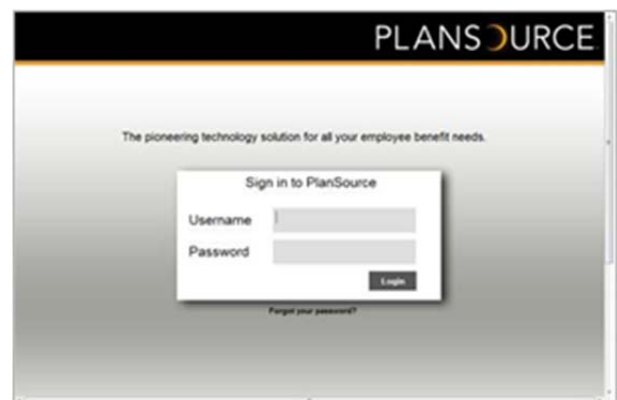 PLANSOURCE
The pioneering technology solution for all your employee benefit needs.
Sign in to PlanSource
Username
Password
Login
Forgot your password?